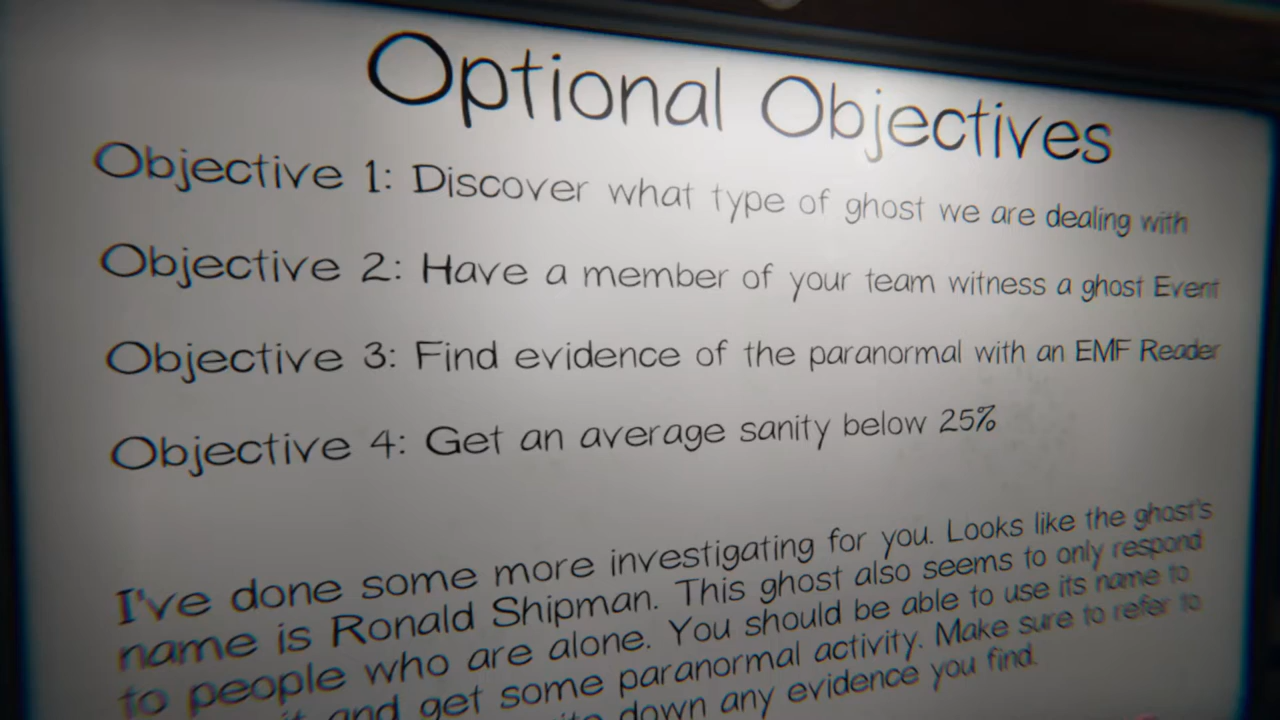 Optional Objectives
Objective 1: Discover what type of ghost we are dealing with
Objective 2: Have a member of your team witness a ghost Event
Objective 3: Find evidence of the paranormal with an EMF Reader
Objective 4: Get an average sanity below 25%
I've done some more investigating for you. Looks like the ghost's
name is Ronald Shipman. This ghost also seems to only respond
to people who are alone. You should be able to use its name to
and get some paranormal activity. Make sure to refer to
down any evidence you find.